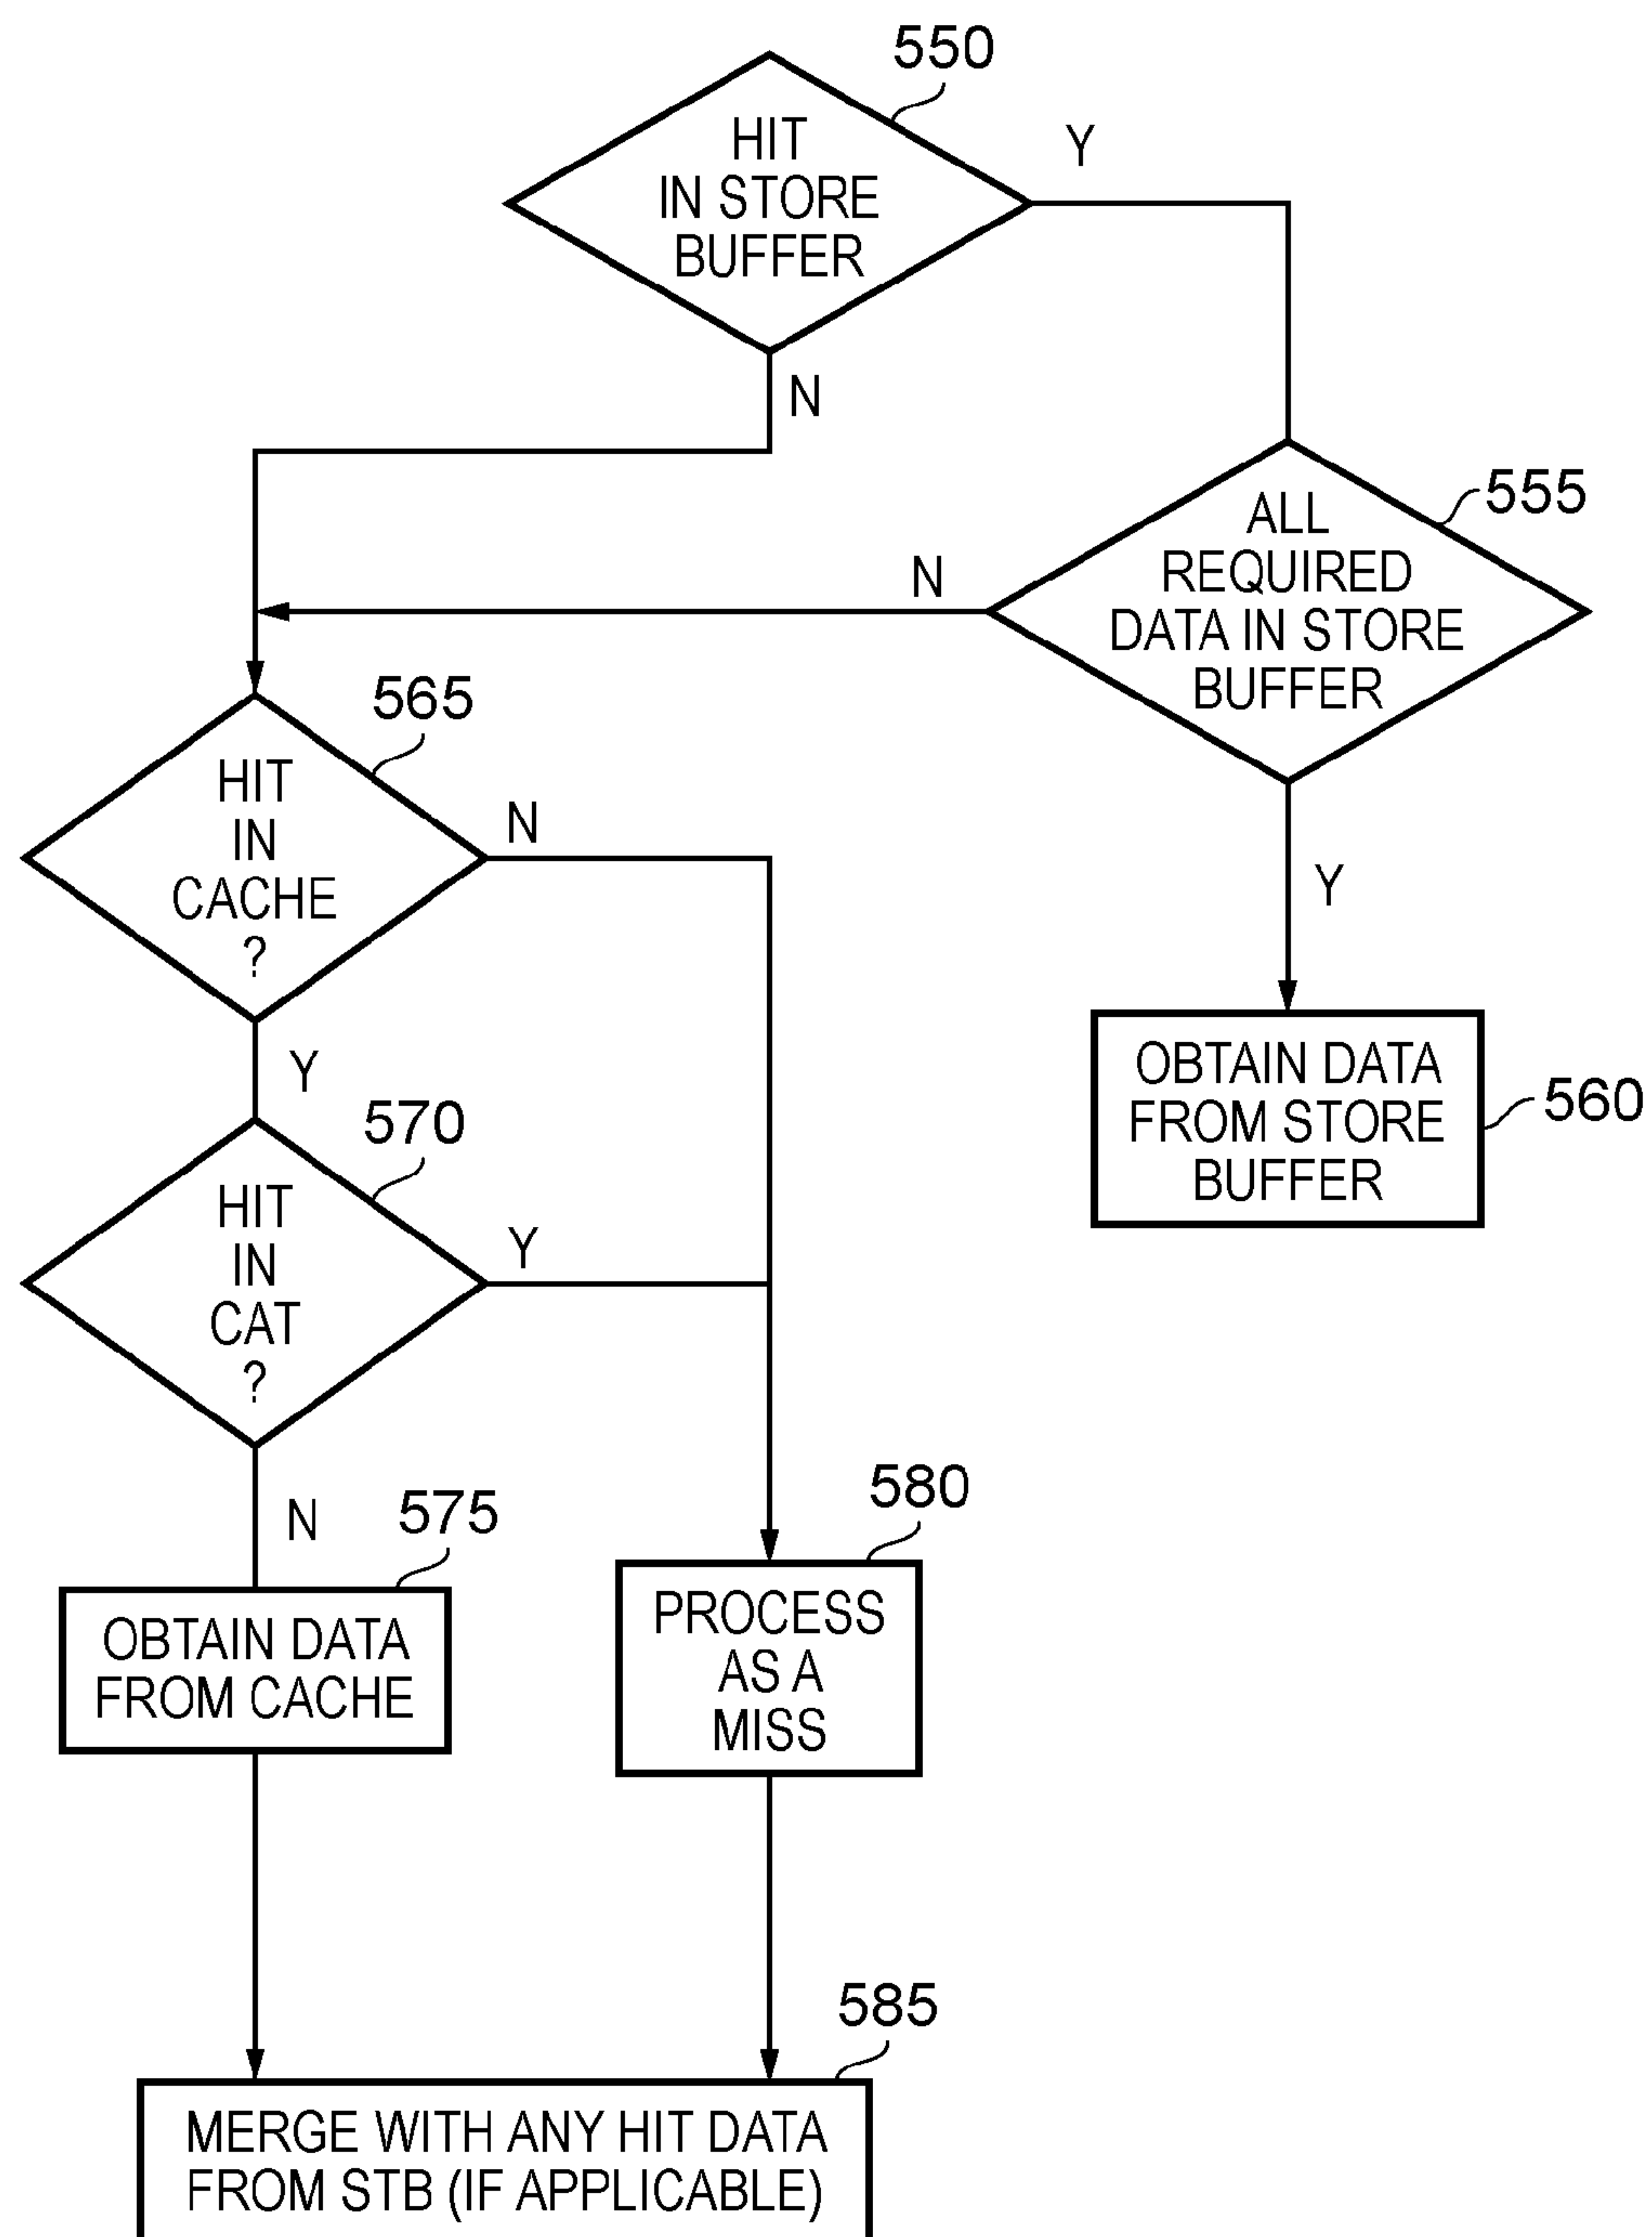 550
HIT
IN STORE
BUFFER
Y
N
555
ALL
REQUIRED
DATA IN STORE
BUFFER
N
Y
565
HIT
IN
CACHE
?
N
Y
560
OBTAIN DATA
FROM STORE
BUFFER
570
HIT
IN
CAT
?
Y
N
575
OBTAIN DATA
FROM CACHE
580
PROCESS
AS A
MISS
585
MERGE WITH ANY HIT DATA
FROM STB (IF APPLICABLE)